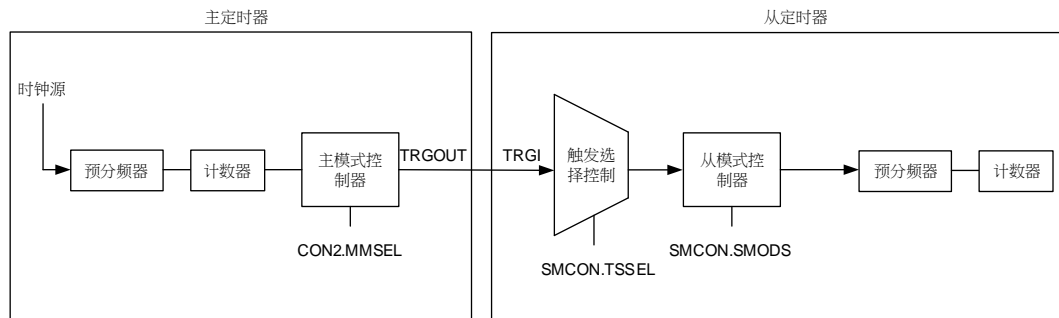 主定时器
从定时器
时钟源
预分频器
计数器
主模式控
制器
TRGOUT
TRGI
触发选
择控制
从模式控
制器
预分频器
计数器
CON2.MMSEL
SMCON.TSSEL
SMCON.SMODS